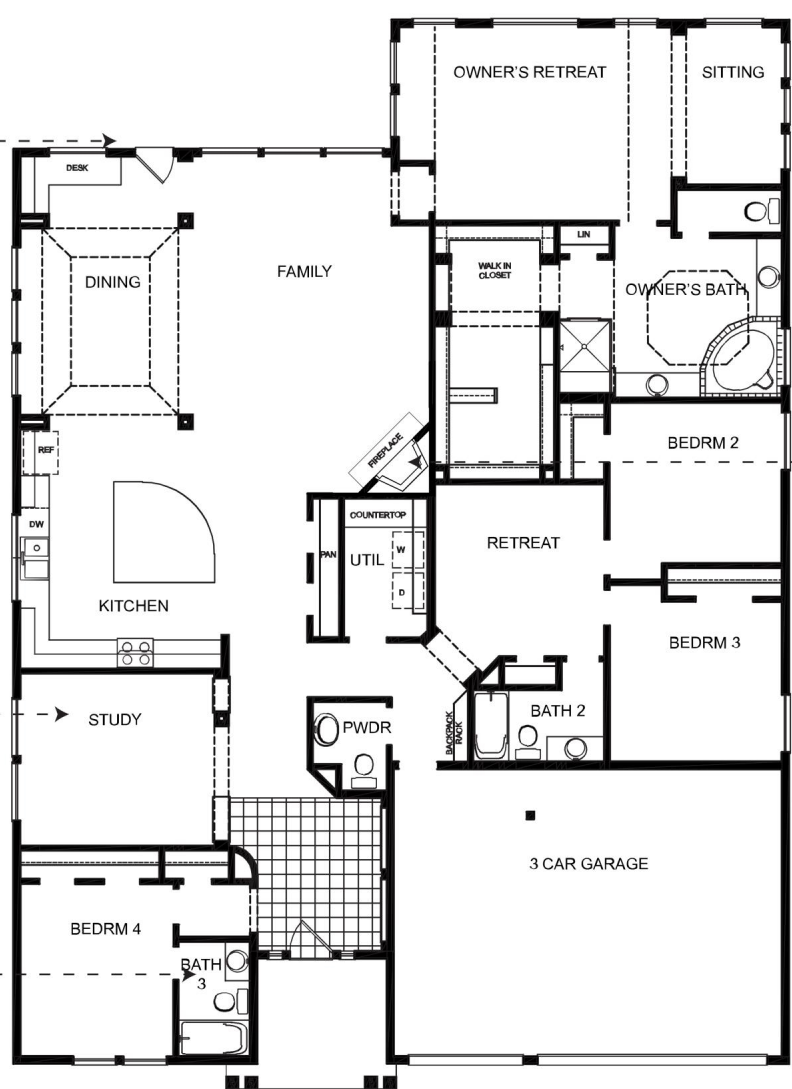 OWNER'S RETREAT
SITTING
DESK
LIN
WALK IN
CLOSET
FAMILY
DINING
OWNER'S BATH
REF
FIREPLACE
BEDRM 2
COUNTERTOP
DW
W
PAN
UTIL
RETREAT
D
KITCHEN
BEDRM 3
STUDY
BATH 2
PWDR
BACKPACK
RACK
3 CAR GARAGE
BEDRM 4
BATH
3